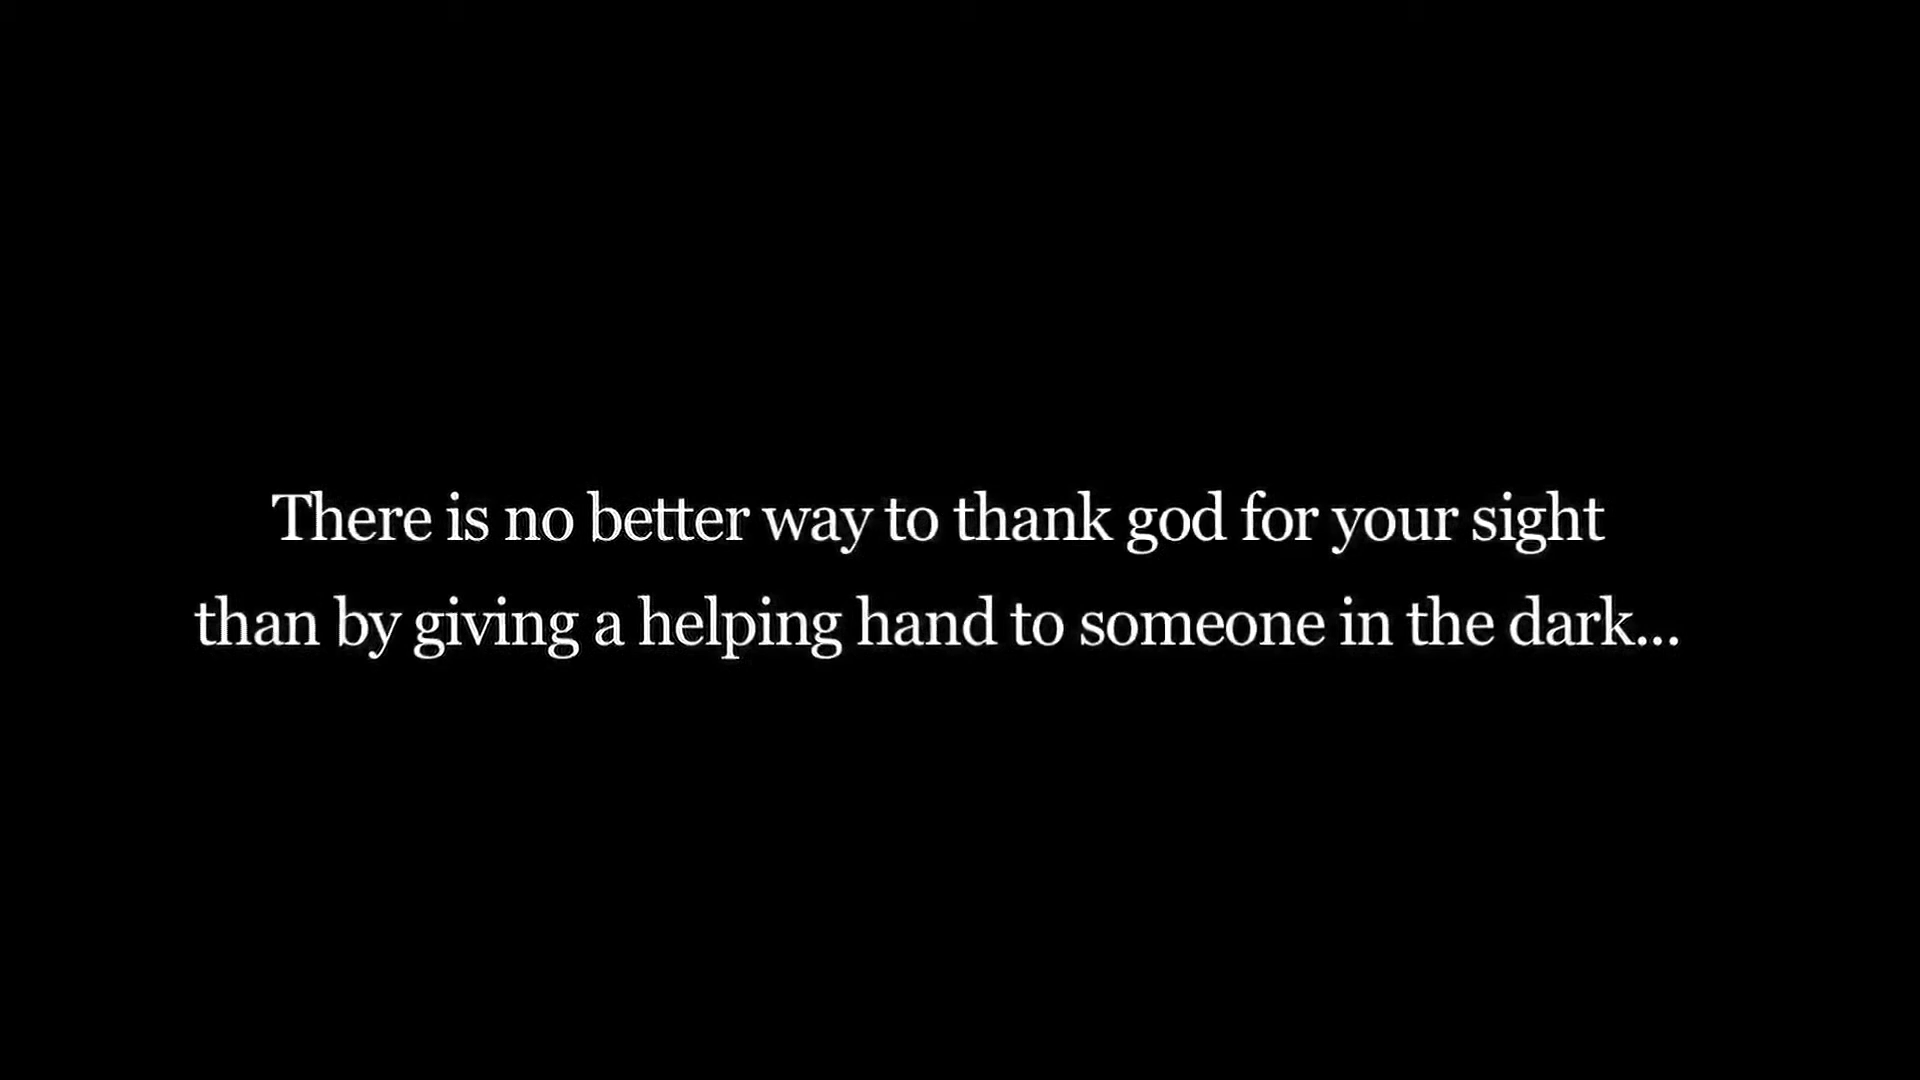 There is no better way to thank god for your sight
than by giving a helping hand to someone in the dark...